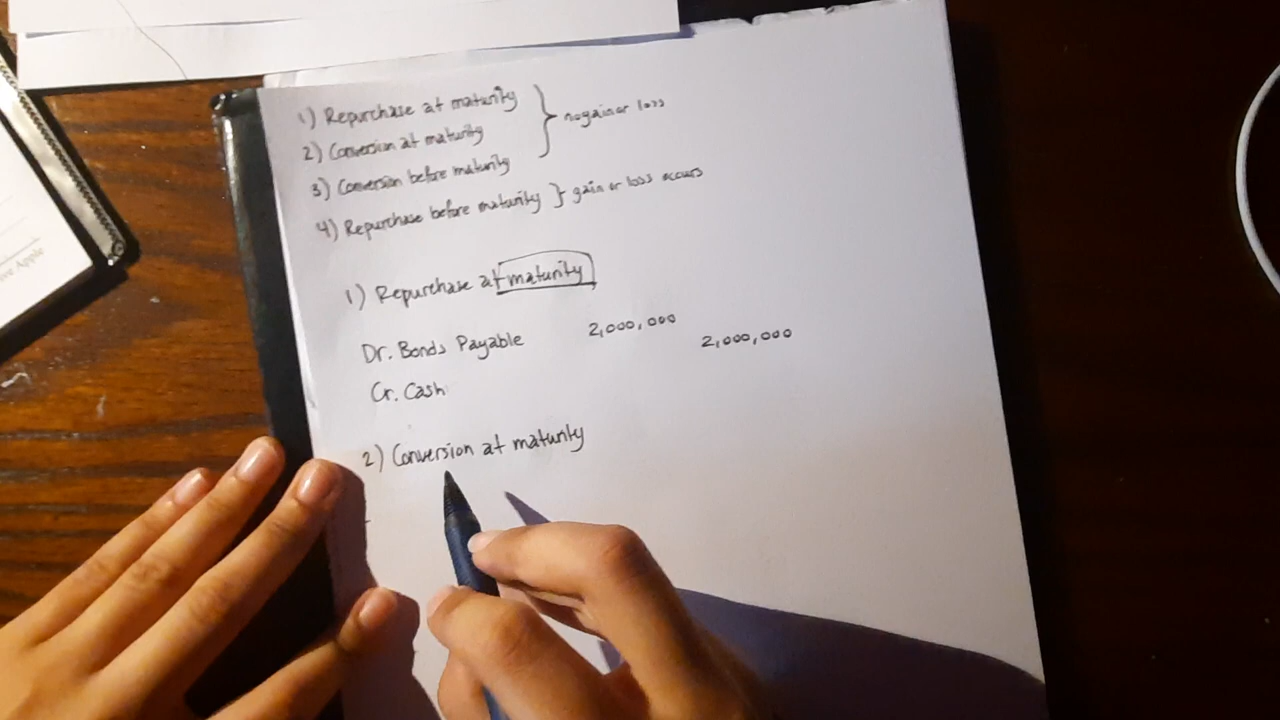 1) Repurchase at maturity
2) Conversion at maturity
no gain or loss
3) Conversion before maturity
4) Repurchase before maturity
gain or loss occurs
1) Repurchase at maturity
Dr. Bonds Payable 2,000,000
2,000,000
Cr. Cash
2) Conversion at maturity
Apple